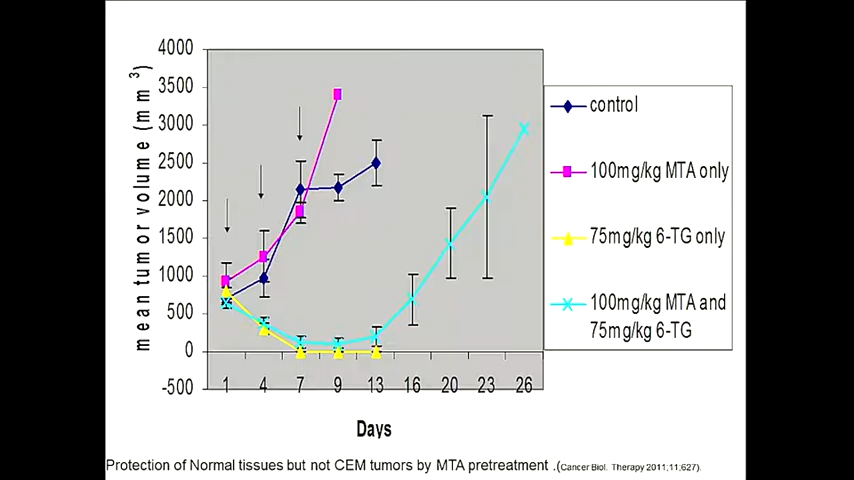 4000
3500
3000
2500
2000
1500
1000
500
0
-500
mean tumor volume (mm3)
1 4 7 9 13 16 20 23 26
Days
control
100mg/kg MTA only
75mg/kg 6-TG only
100mg/kg MTA and
75mg/kg 6-TG
Protection of Normal tissues but not CEM tumors by MTA pretreatment .(Cancer Biol. Therapy 2011;11;627).